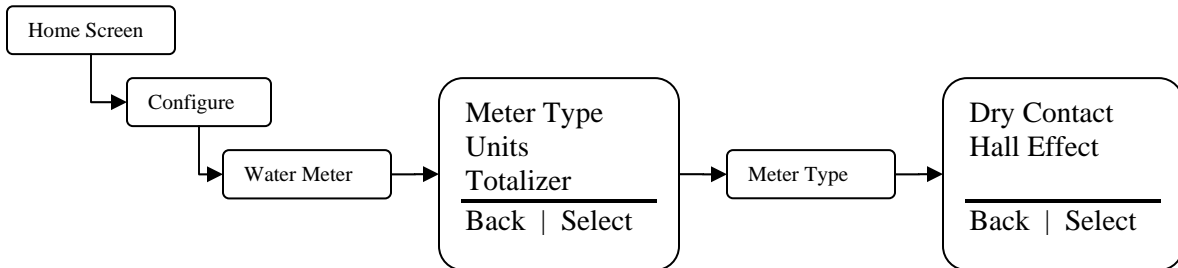 Home Screen
Configure
Water Meter
Meter Type
Units
Totalizer
Back | Select
Meter Type
Dry Contact
Hall Effect
Back | Select